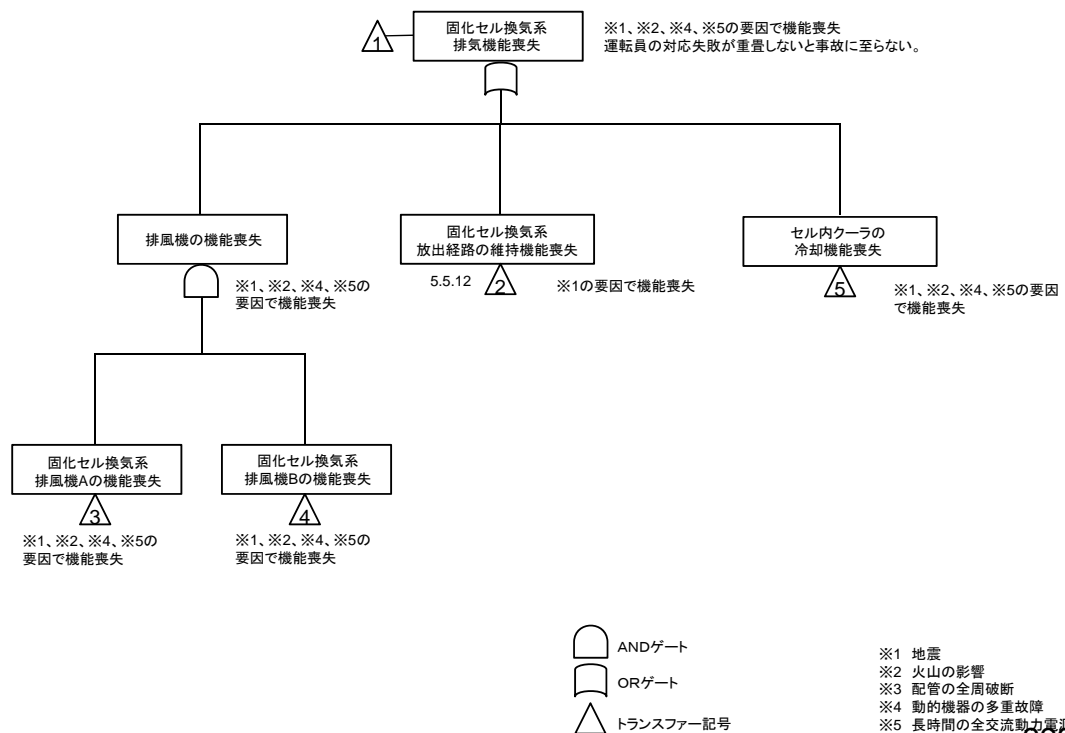 1
固化セル換気系
排気機能喪失
※1、※2、※4、※5の要因で機能喪失
運転員の対応失敗が重畳しないと事故に至らない。
排風機の機能喪失
※1、※2、※4、※5の
要因で機能喪失
固化セル換気系
放出経路の維持機能喪失
5.5.12
2
※1の要因で機能喪失
セル内クーラの
冷却機能喪失
5
※1、※2、※4、※5の要因
で機能喪失
固化セル換気系
排風機Aの機能喪失
3
※1、※2、※4、※5の
要因で機能喪失
固化セル換気系
排風機Bの機能喪失
4
※1、※2、※4、※5の
要因で機能喪失
ANDゲート
ORゲート
トランスファー記号
※1 地震
※2 火山の影響
※3 配管の全周破断
※4 動的機器の多重故障
※5 長時間の全交流動力電源